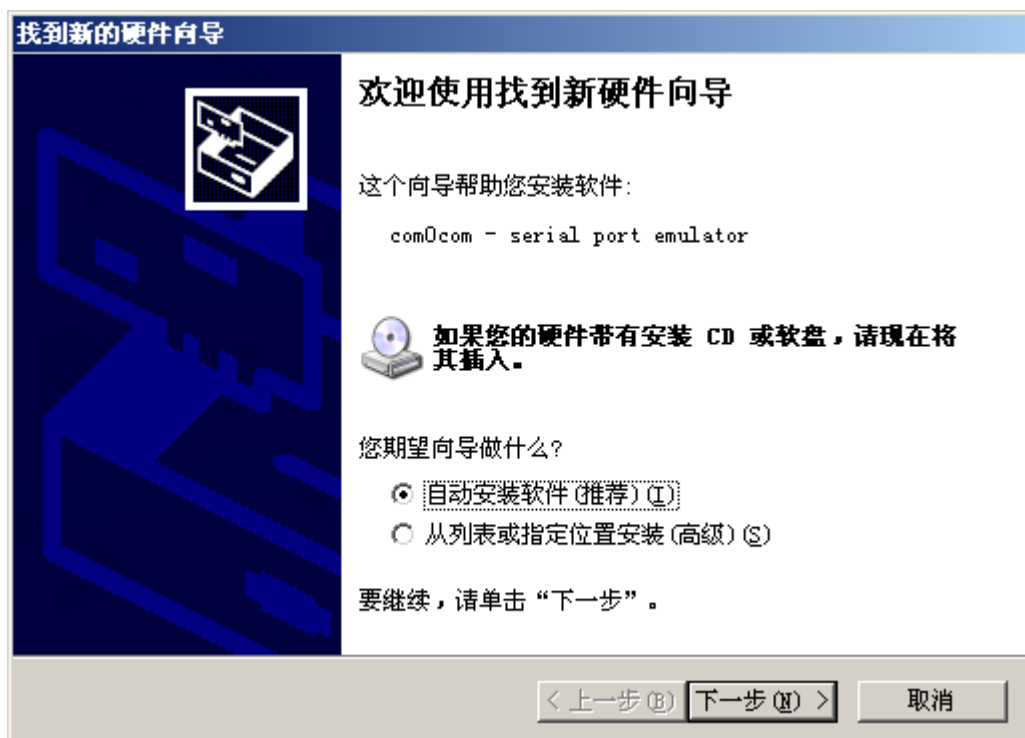 找到新的硬件向导
欢迎使用找到新硬件向导
这个向导帮助您安装软件:
com0com - serial port emulator
如果您的硬件带有安装 CD 或软盘，请现在将
其插入。
您期望向导做什么?
自动安装软件(推荐)(I)
从列表或指定位置安装(高级)(S)
要继续，请单击“下一步”。
< 上一步(B)
下一步(N) >
取消